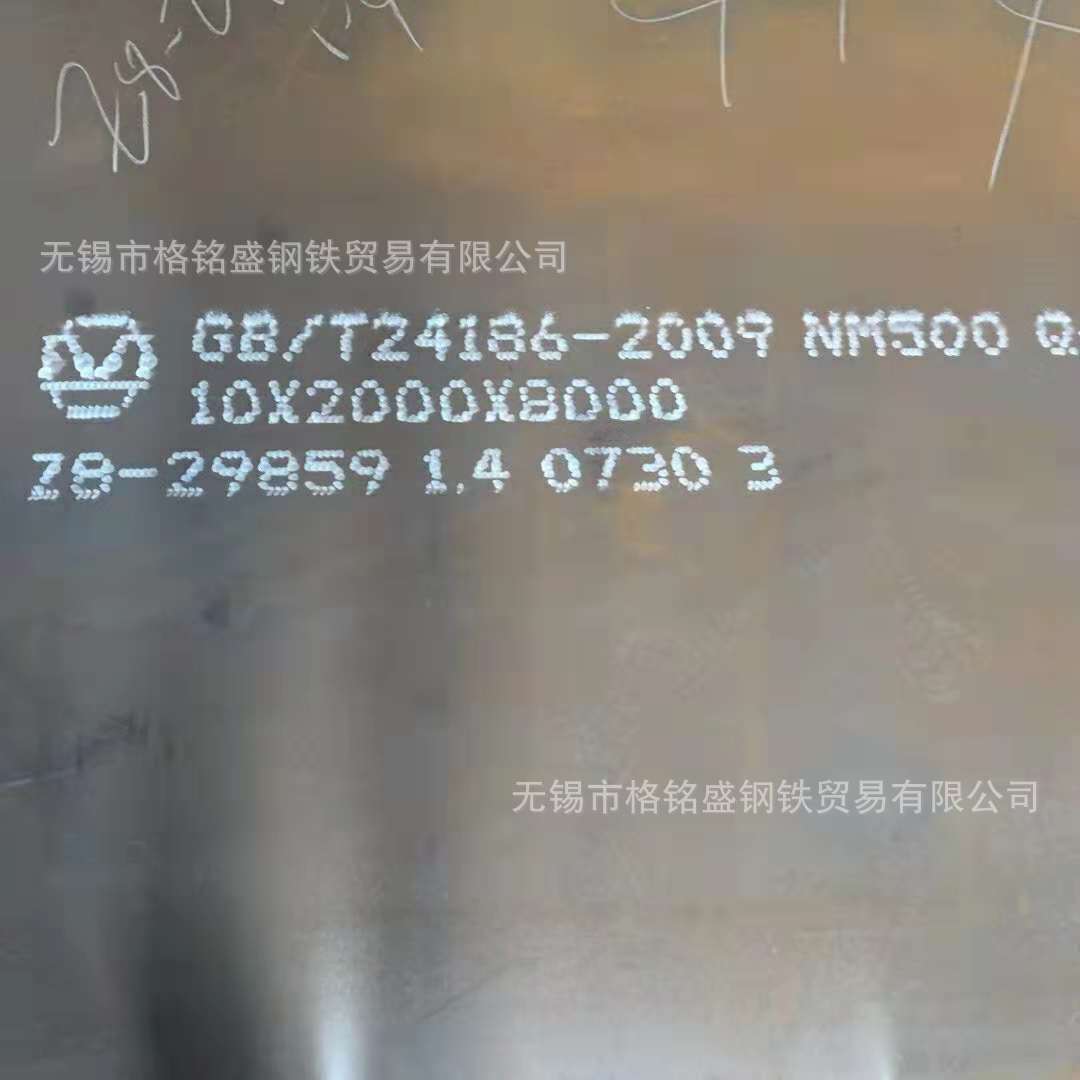 无锡市格铭盛钢铁贸易有限公司
GB/T24186-2009 NM500 Q
10X2000X8000
Z8-29859 1.4 0730 3
无锡市格铭盛钢铁贸易有限公司